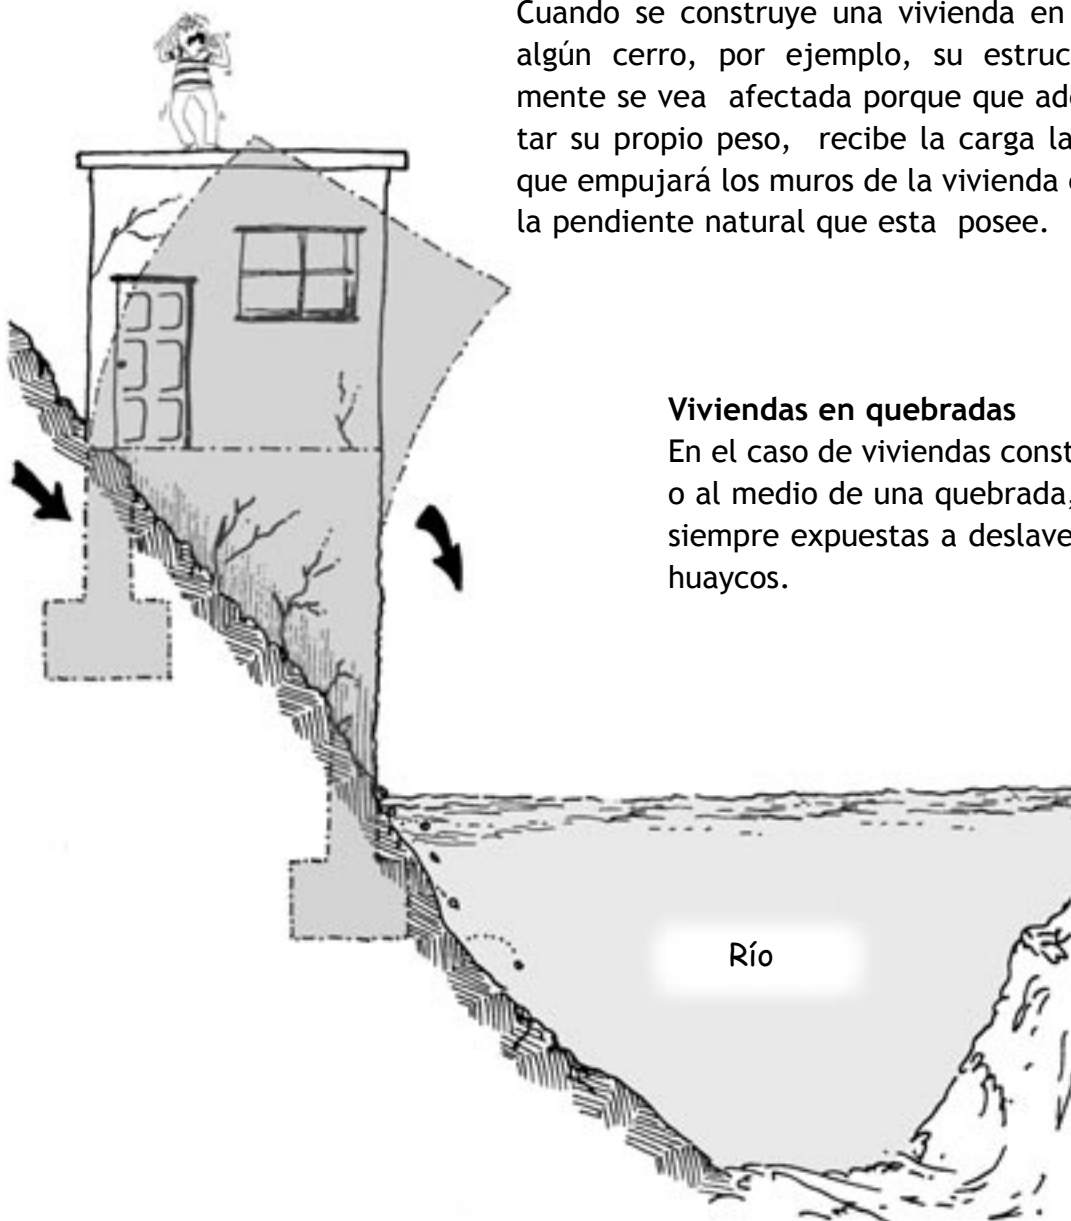 Cuando se construye una vivienda en
algún cerro, por ejemplo, su estruc
mente se vea afectada porque que ad
tar su propio peso, recibe la carga la
que empujará los muros de la vivienda
la pendiente natural que esta posee.
Viviendas en quebradas
En el caso de viviendas const
o al medio de una quebrada,
siempre expuestas a deslave
huaycos.
Río